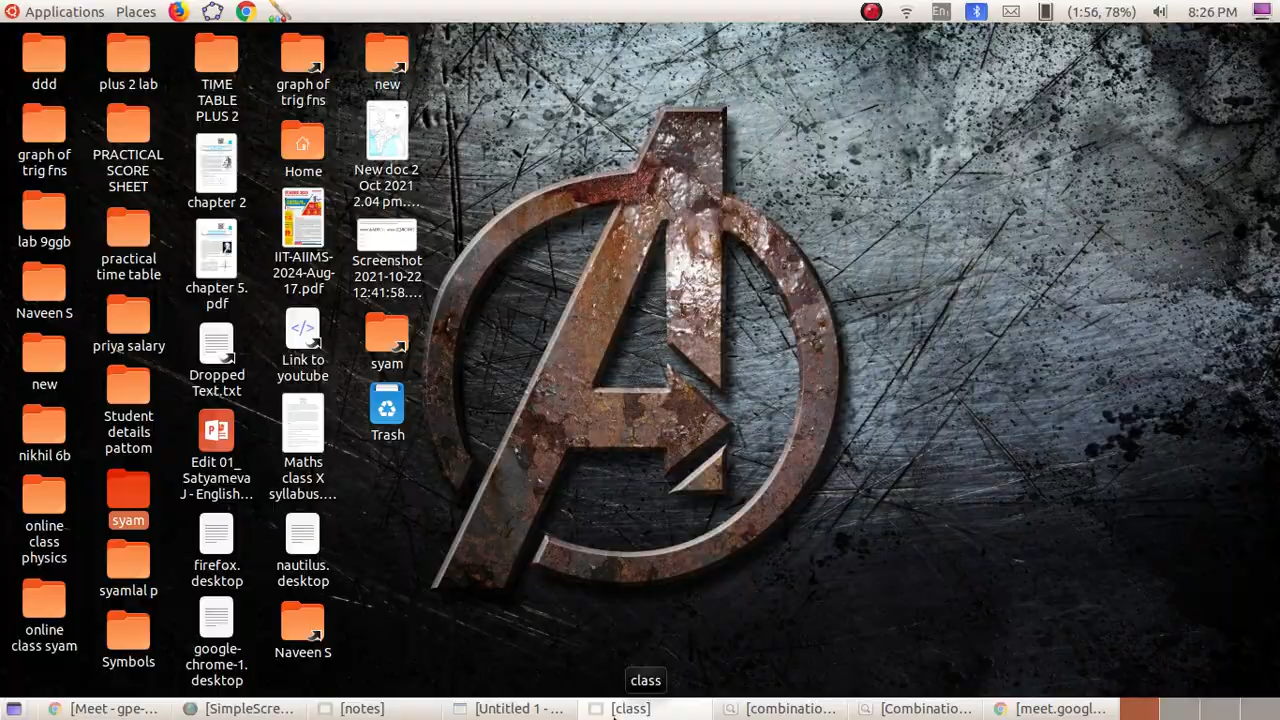 Applications Places
En1
(1:56, 78%)
8:26 PM
ddd
graph of
trig fns
lab 9ggb
Naveen S
new
nikhil 6b
online
class
physics
online
class syam
plus 2 lab
PRACTICAL
SCORE
SHEET
practical
time table
priya salary
Student
details
pattom
syam
syamlal p
Symbols
TIME
TABLE
PLUS 2
chapter 2
chapter 5.
pdf
Dropped
Text.txt
Edit 01_
Satyameva
J - English...
firefox.
desktop
google-
chrome-1.
desktop
graph of
trig fns
Home
IIT-AIIMS-
2024-Aug-
17.pdf
Link to
youtube
Maths
class X
syllabus....
nautilus.
desktop
Naveen S
new
New doc 2
Oct 2021
2.04 pm....
Screenshot
2021-10-22
12:41:58....
syam
Trash
class
[Meet - gpe-...
[SimpleScre...
[notes]
[Untitled 1 - ...
[class]
[combinatio...
[Combinatio...
[meet.googl...